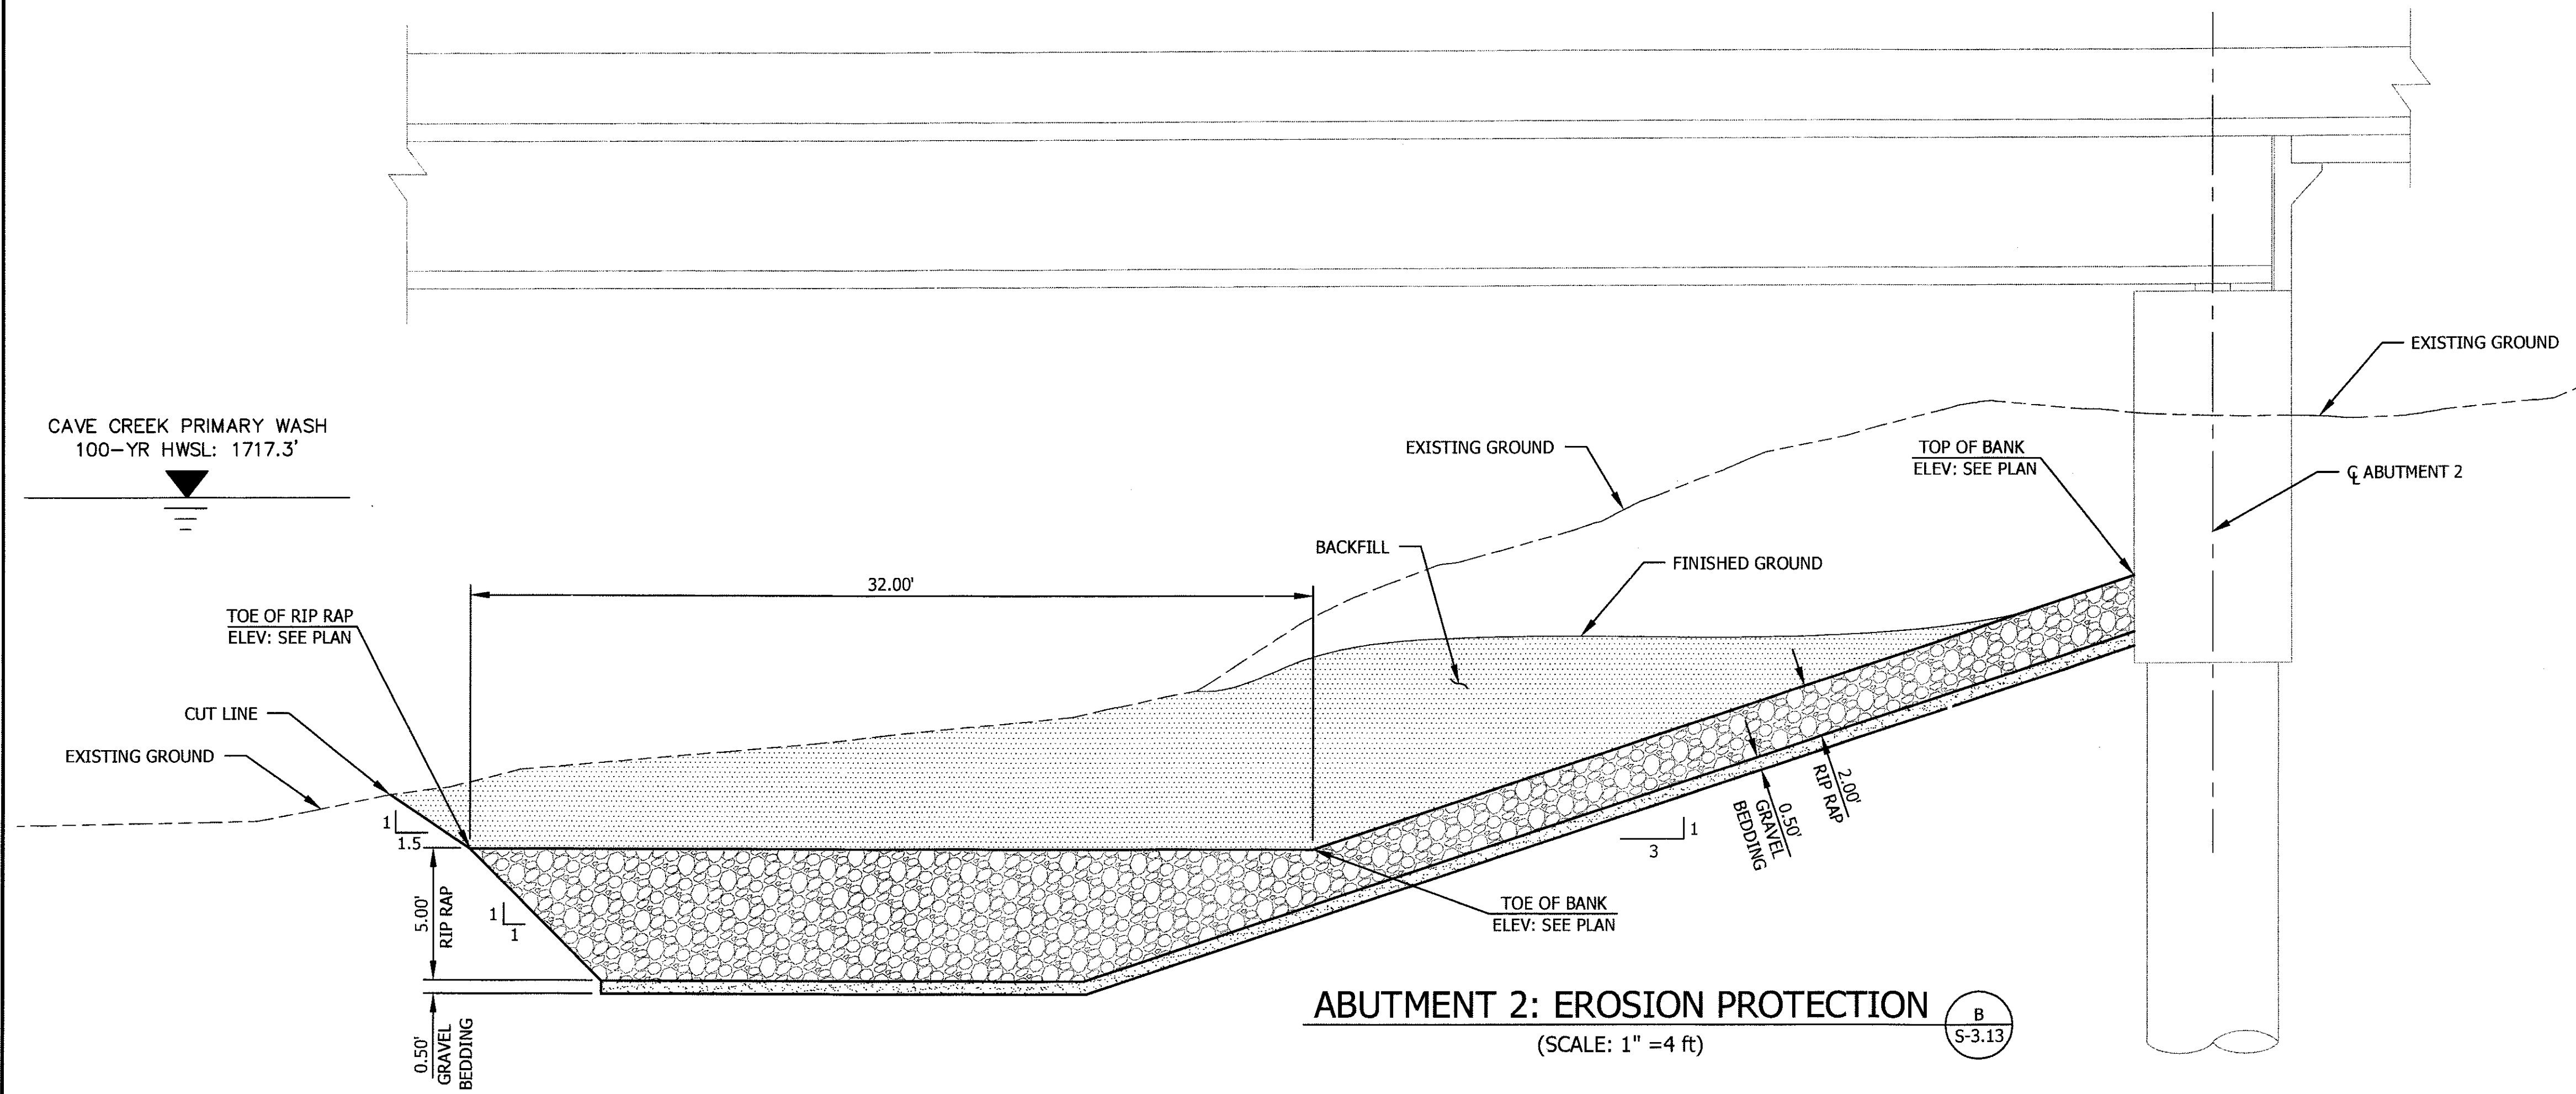 CAVE CREEK PRIMARY WASH
100-YR HWSL: 1717.3'
EXISTING GROUND
EXISTING GROUND
TOP OF BANK
ELEV: SEE PLAN
℄ ABUTMENT 2
BACKFILL
FINISHED GROUND
32.00'
TOE OF RIP RAP
ELEV: SEE PLAN
CUT LINE
EXISTING GROUND
1
1.5
5.00'
RIP RAP
1
1
2.00'
RIP RAP
0.50'
GRAVEL
BEDDING
1
3
TOE OF BANK
ELEV: SEE PLAN
0.50'
GRAVEL
BEDDING
ABUTMENT 2: EROSION PROTECTION
(SCALE: 1" =4 ft)
B
S-3.13